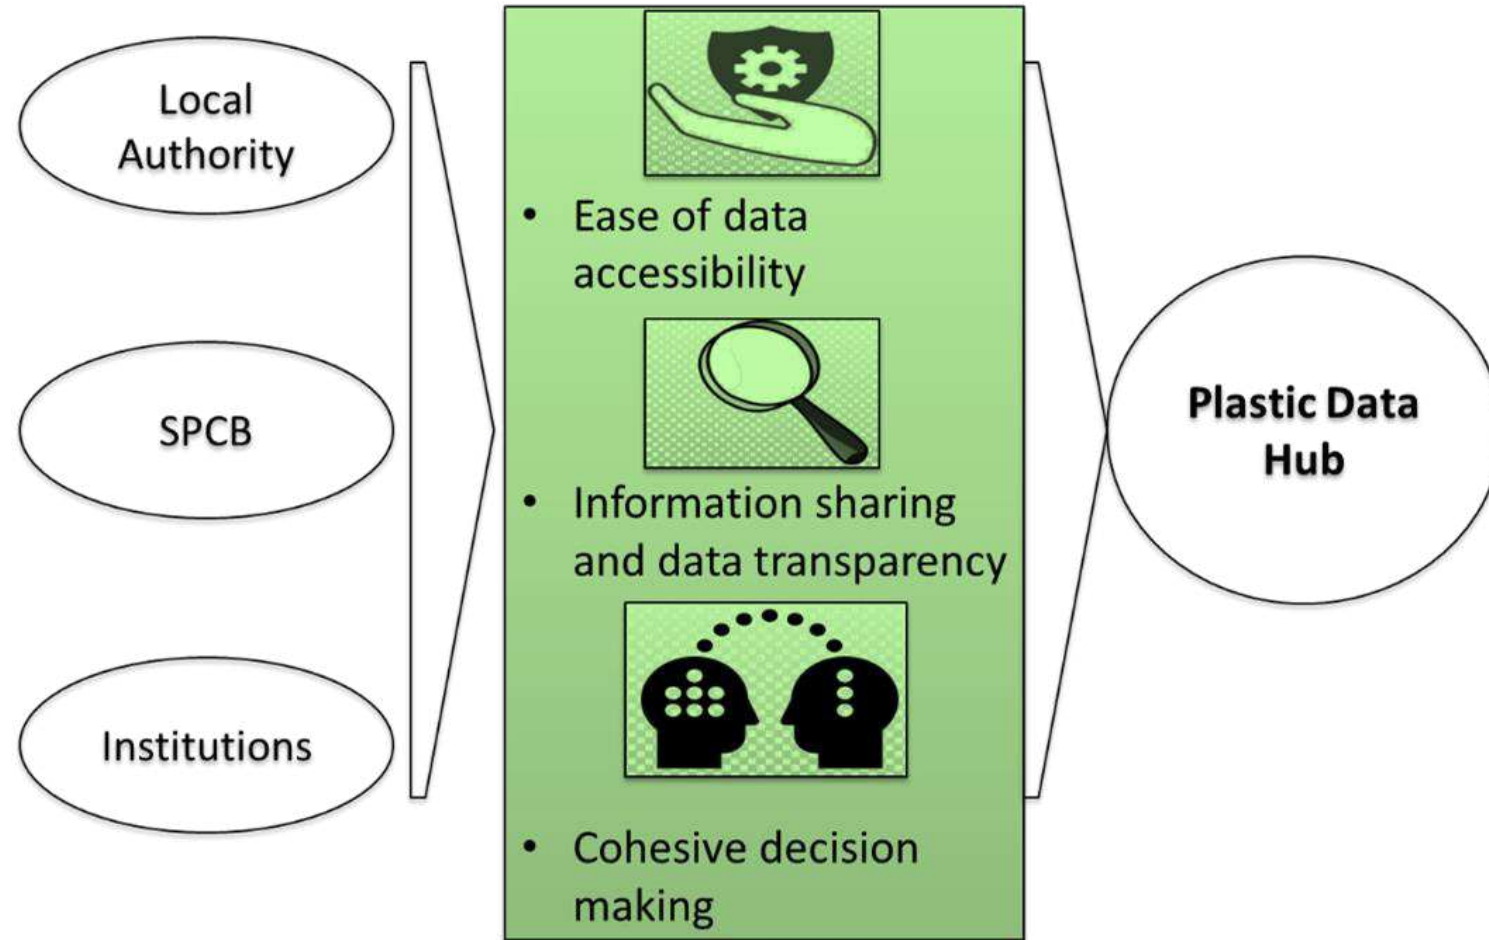 Local
Authority
SPCB
Institutions
• Ease of data
accessibility
• Information sharing
and data transparency
• Cohesive decision
making
Plastic Data
Hub